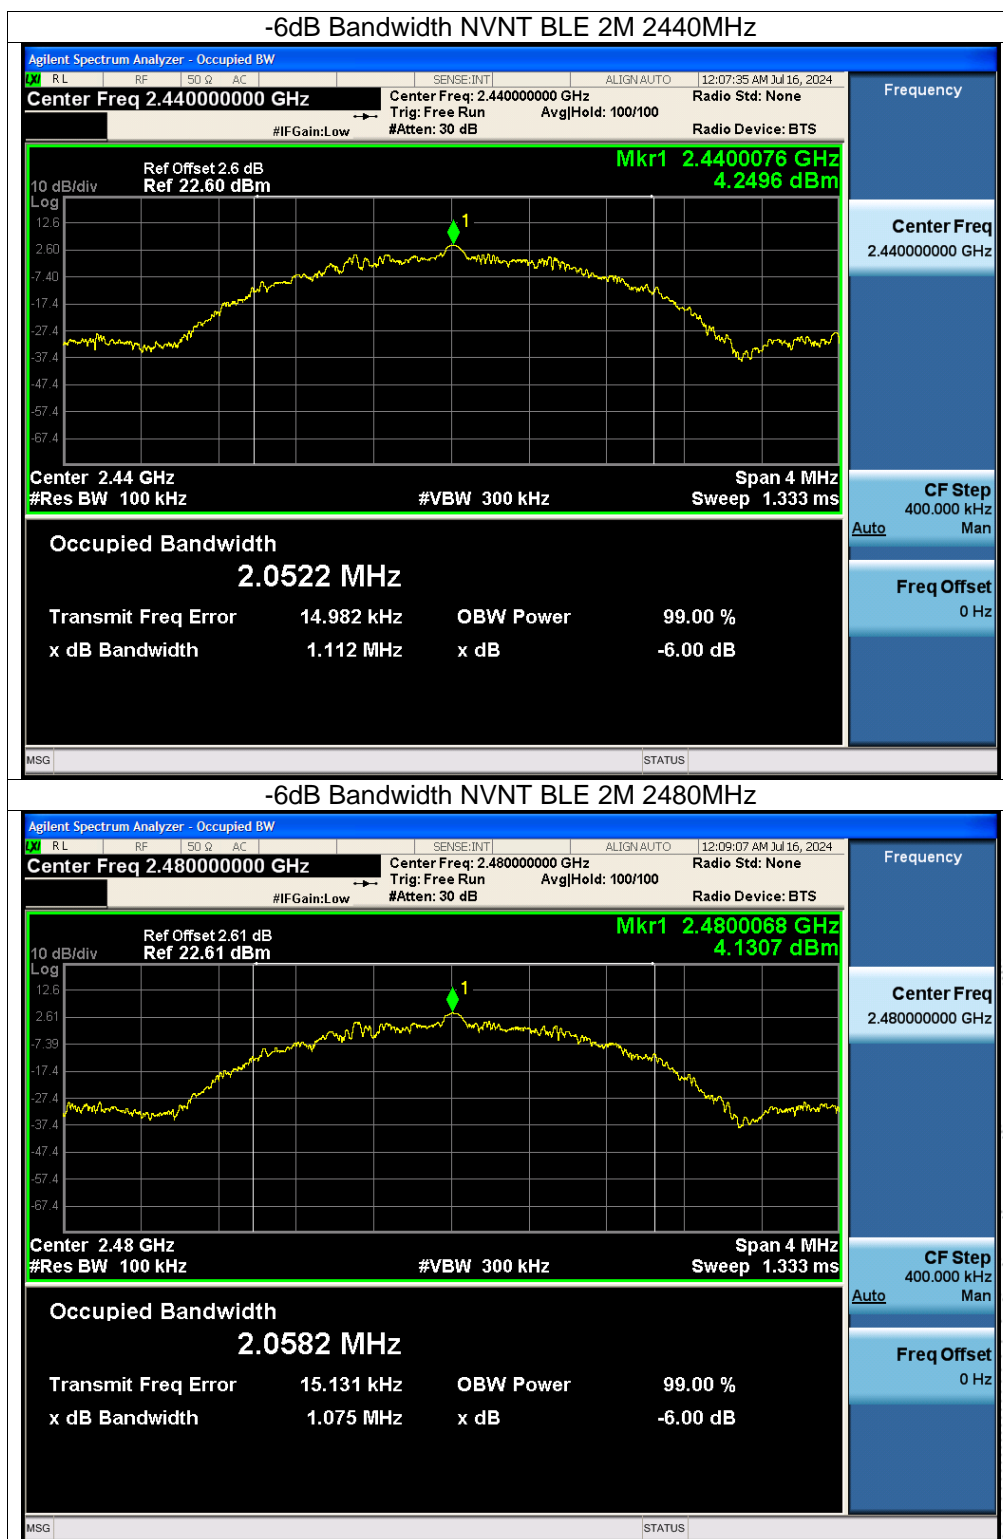 -6dB Bandwidth NVNT BLE 2M 2440MHz
Agilent Spectrum Analyzer - Occupied BW
LXI RL RF 50 Ω AC SENSE:INT ALIGN AUTO 12:07:35 AM Jul 16, 2024
Center Freq 2.440000000 GHz
Center Freq: 2.440000000 GHz Radio Std: None
Trig: Free Run Avg|Hold: 100/100
#IFGain:Low #Atten: 30 dB Radio Device: BTS
Frequency
Mkr1 2.4400076 GHz
4.2496 dBm
Ref Offset 2.6 dB
10 dB/div Ref 22.60 dBm
Log
12.6
2.60
-7.40
-17.4
-27.4
-37.4
-47.4
-57.4
-67.4
1
Center 2.44 GHz Span 4 MHz
#Res BW 100 kHz #VBW 300 kHz Sweep 1.333 ms
Center Freq
2.440000000 GHz
CF Step
400.000 kHz
Auto Man
Freq Offset
0 Hz
Occupied Bandwidth
2.0522 MHz
Transmit Freq Error 14.982 kHz OBW Power 99.00 %
x dB Bandwidth 1.112 MHz x dB -6.00 dB
MSG STATUS
-6dB Bandwidth NVNT BLE 2M 2480MHz
Agilent Spectrum Analyzer - Occupied BW
LXI RL RF 50 Ω AC SENSE:INT ALIGN AUTO 12:09:07 AM Jul 16, 2024
Center Freq 2.480000000 GHz
Center Freq: 2.480000000 GHz Radio Std: None
Trig: Free Run Avg|Hold: 100/100
#IFGain:Low #Atten: 30 dB Radio Device: BTS
Frequency
Mkr1 2.4800068 GHz
4.1307 dBm
Ref Offset 2.61 dB
10 dB/div Ref 22.61 dBm
Log
12.6
2.61
-7.39
-17.4
-27.4
-37.4
-47.4
-57.4
-67.4
1
Center 2.48 GHz Span 4 MHz
#Res BW 100 kHz #VBW 300 kHz Sweep 1.333 ms
Center Freq
2.480000000 GHz
CF Step
400.000 kHz
Auto Man
Freq Offset
0 Hz
Occupied Bandwidth
2.0582 MHz
Transmit Freq Error 15.131 kHz OBW Power 99.00 %
x dB Bandwidth 1.075 MHz x dB -6.00 dB
MSG STATUS